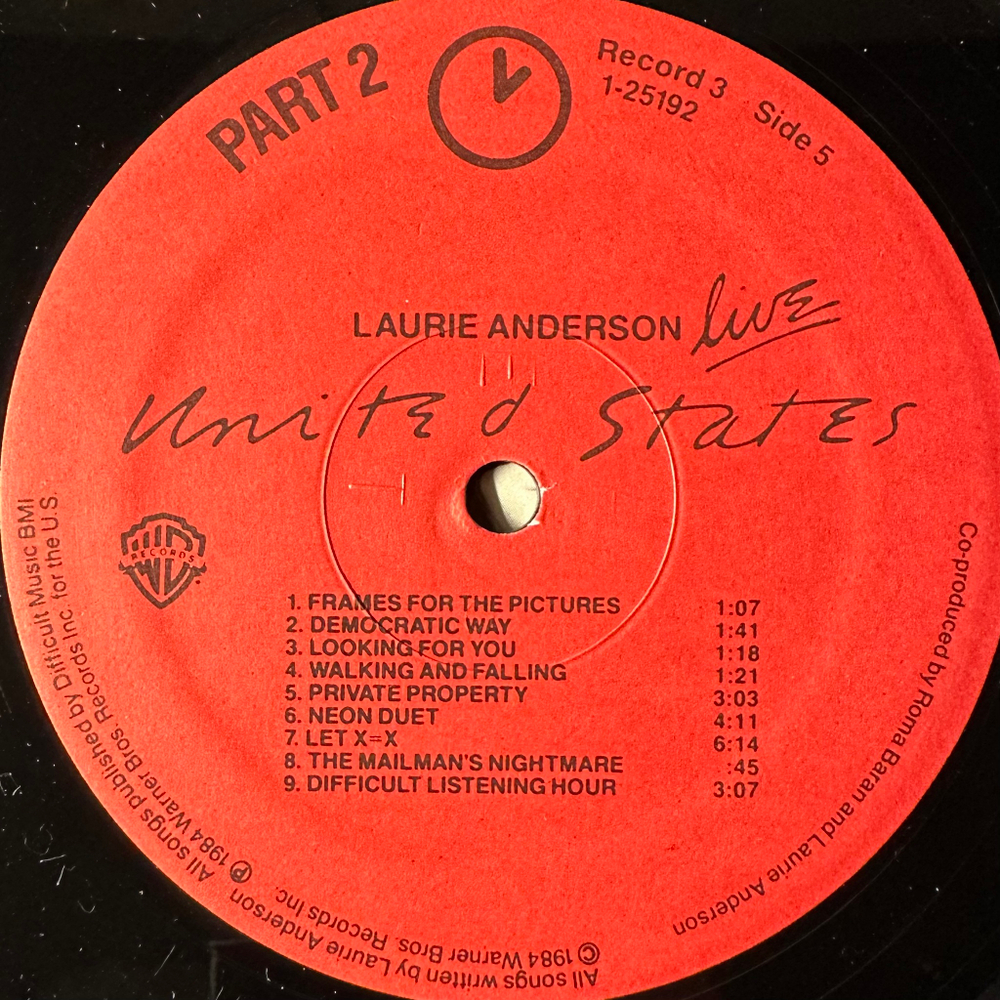 PART 2
Record 3
1-25192
Side 5
LAURIE ANDERSON live
United States
W RECORDS
1. FRAMES FOR THE PICTURES 1:07
2. DEMOCRATIC WAY 1:41
3. LOOKING FOR YOU 1:18
4. WALKING AND FALLING 1:21
5. PRIVATE PROPERTY 3:03
6. NEON DUET 4:11
7. LET X=X 6:14
8. THE MAILMAN'S NIGHTMARE :45
9. DIFFICULT LISTENING HOUR 3:07
Co-produced by Roma Baran and Laurie Anderson
All songs written by Laurie Anderson All songs published by Difficult Music BMI
© 1984 Warner Bros. Records Inc. ℗ 1984 Warner Bros. Records Inc. for the U.S.